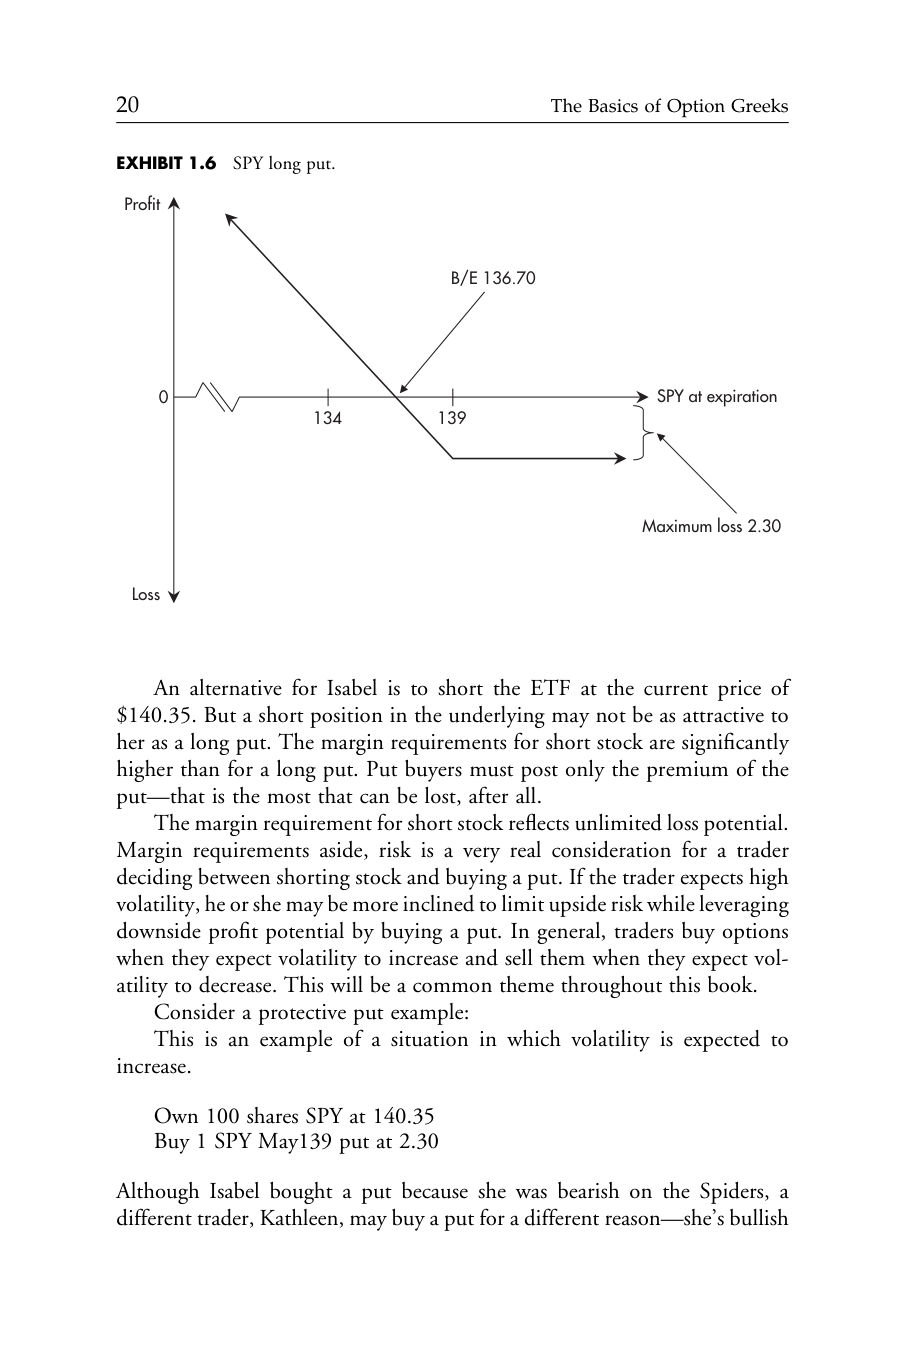 20 The Basics of Option Greeks
EXHIBIT 1.6 SPY long put.
Profit
B/E 136.70
0
SPY at expiration
134
139
Maximum loss 2.30
Loss
An alternative for Isabel is to short the ETF at the current price of
$140.35. But a short position in the underlying may not be as attractive to
her as a long put. The margin requirements for short stock are significantly
higher than for a long put. Put buyers must post only the premium of the
put—that is the most that can be lost, after all.
The margin requirement for short stock reflects unlimited loss potential.
Margin requirements aside, risk is a very real consideration for a trader
deciding between shorting stock and buying a put. If the trader expects high
volatility, he or she may be more inclined to limit upside risk while leveraging
downside profit potential by buying a put. In general, traders buy options
when they expect volatility to increase and sell them when they expect vol-
atility to decrease. This will be a common theme throughout this book.
Consider a protective put example:
This is an example of a situation in which volatility is expected to
increase.
Own 100 shares SPY at 140.35
Buy 1 SPY May139 put at 2.30
Although Isabel bought a put because she was bearish on the Spiders, a
different trader, Kathleen, may buy a put for a different reason—she's bullish